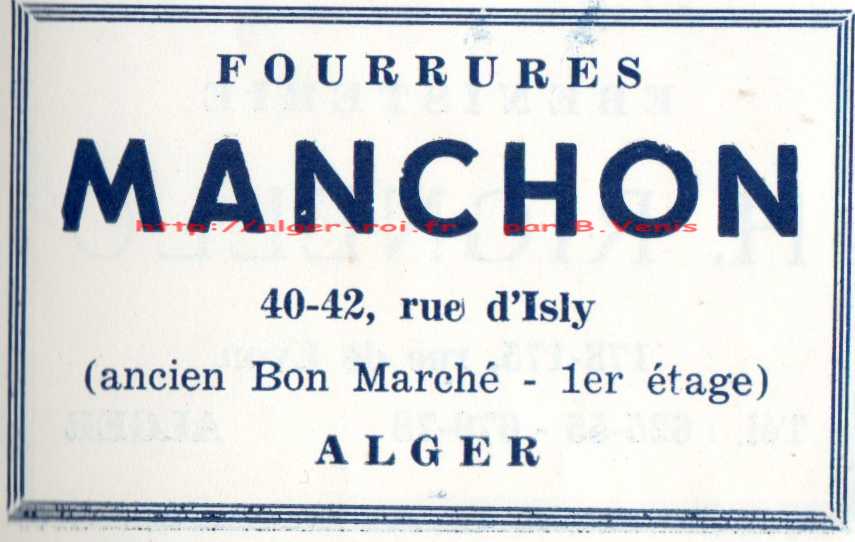 FOURRURES
MANCHON
http://alger-roi.fr par B.Venis
40-42, rue d'Isly
(ancien Bon Marché - 1er étage)
ALGER